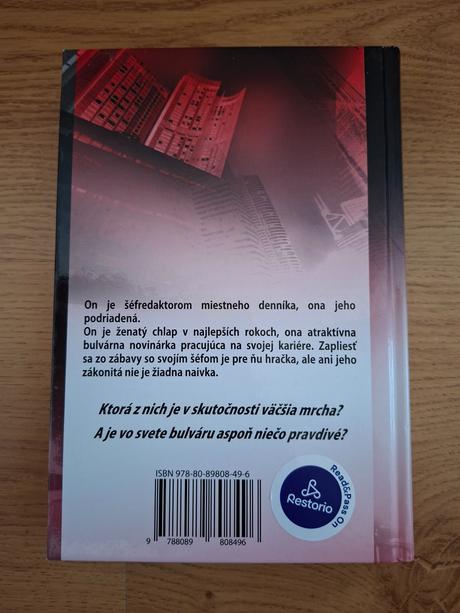 On je šéfredaktorom miestneho denníka, ona jeho
podriadená.
On je ženatý chlap v najlepších rokoch, ona atraktívna
bulvárna novinárka pracujúca na svojej kariére. Zapliesť
sa zo zábavy so svojím šéfom je pre ňu hračka, ale ani jeho
zákonitá nie je žiadna naivka.
Ktorá z nich je v skutočnosti väčšia mrcha?
A je vo svete bulváru aspoň niečo pravdivé?
ISBN 978-80-89808-49-6
9 788089 808496
Read&Pass On
Restorio